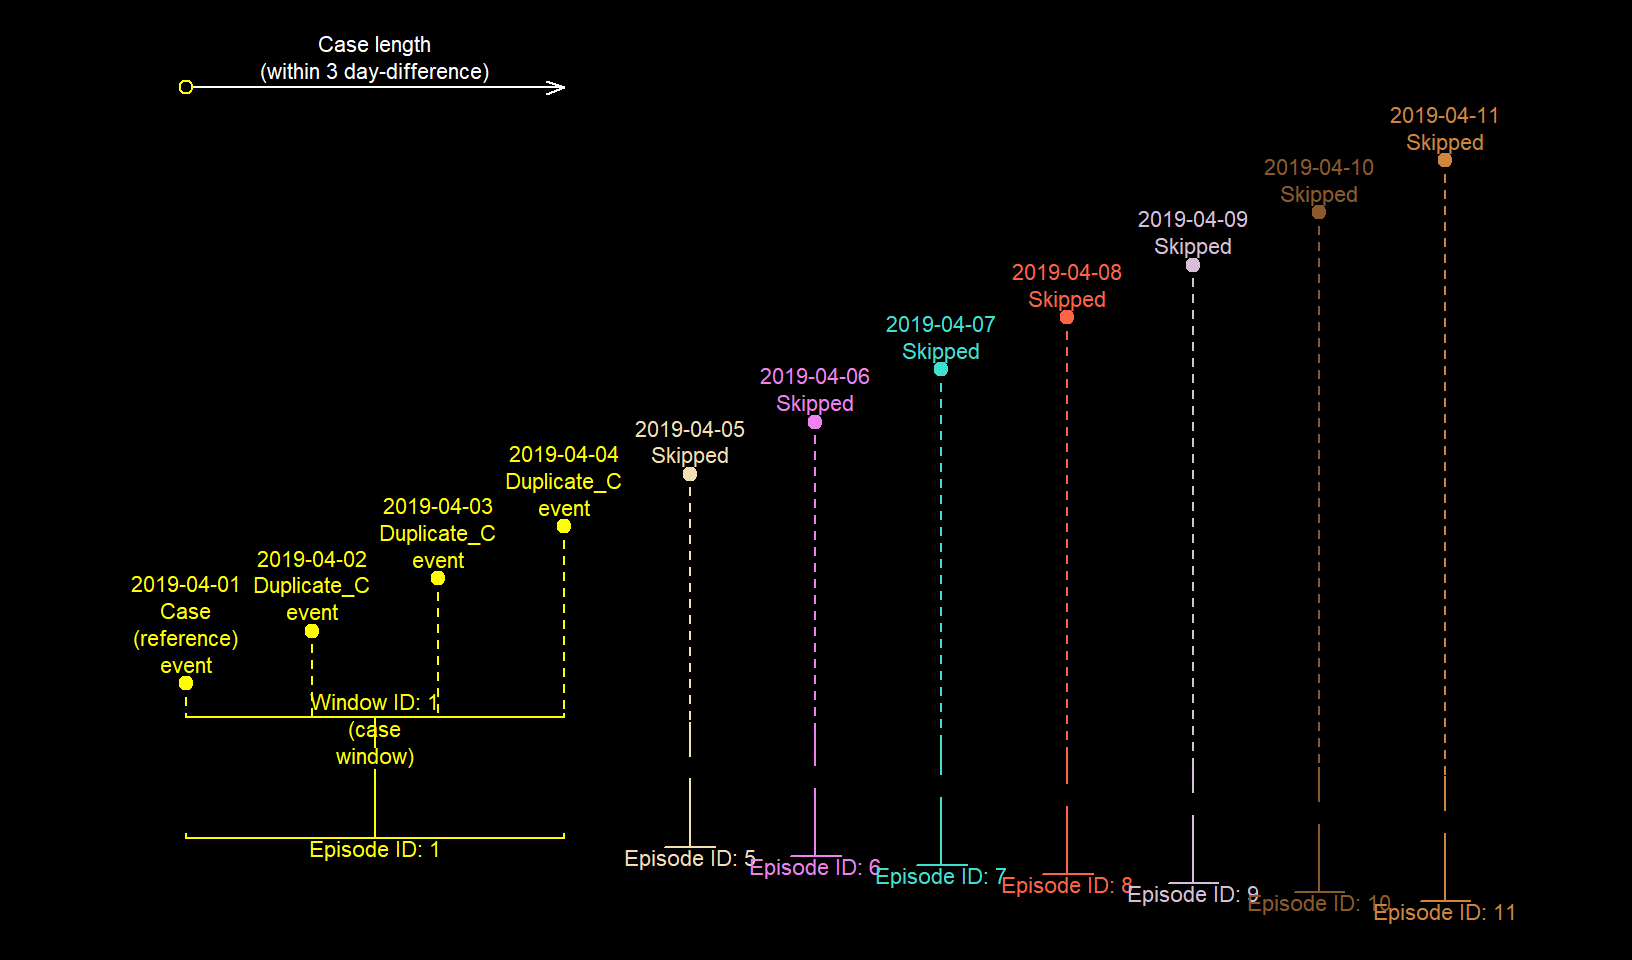 Case length
(within 3 day-difference)
2019-04-11
Skipped
2019-04-10
Skipped
2019-04-09
Skipped
2019-04-08
Skipped
2019-04-07
Skipped
2019-04-06
Skipped
2019-04-05
Skipped
2019-04-04
Duplicate_C
event
2019-04-03
Duplicate_C
event
2019-04-02
Duplicate_C
event
2019-04-01
Case
(reference)
event
Window ID: 1
(case
window)
Episode ID: 1
Episode ID: 5
Episode ID: 6
Episode ID: 7
Episode ID: 8
Episode ID: 9
Episode ID: 10
Episode ID: 11